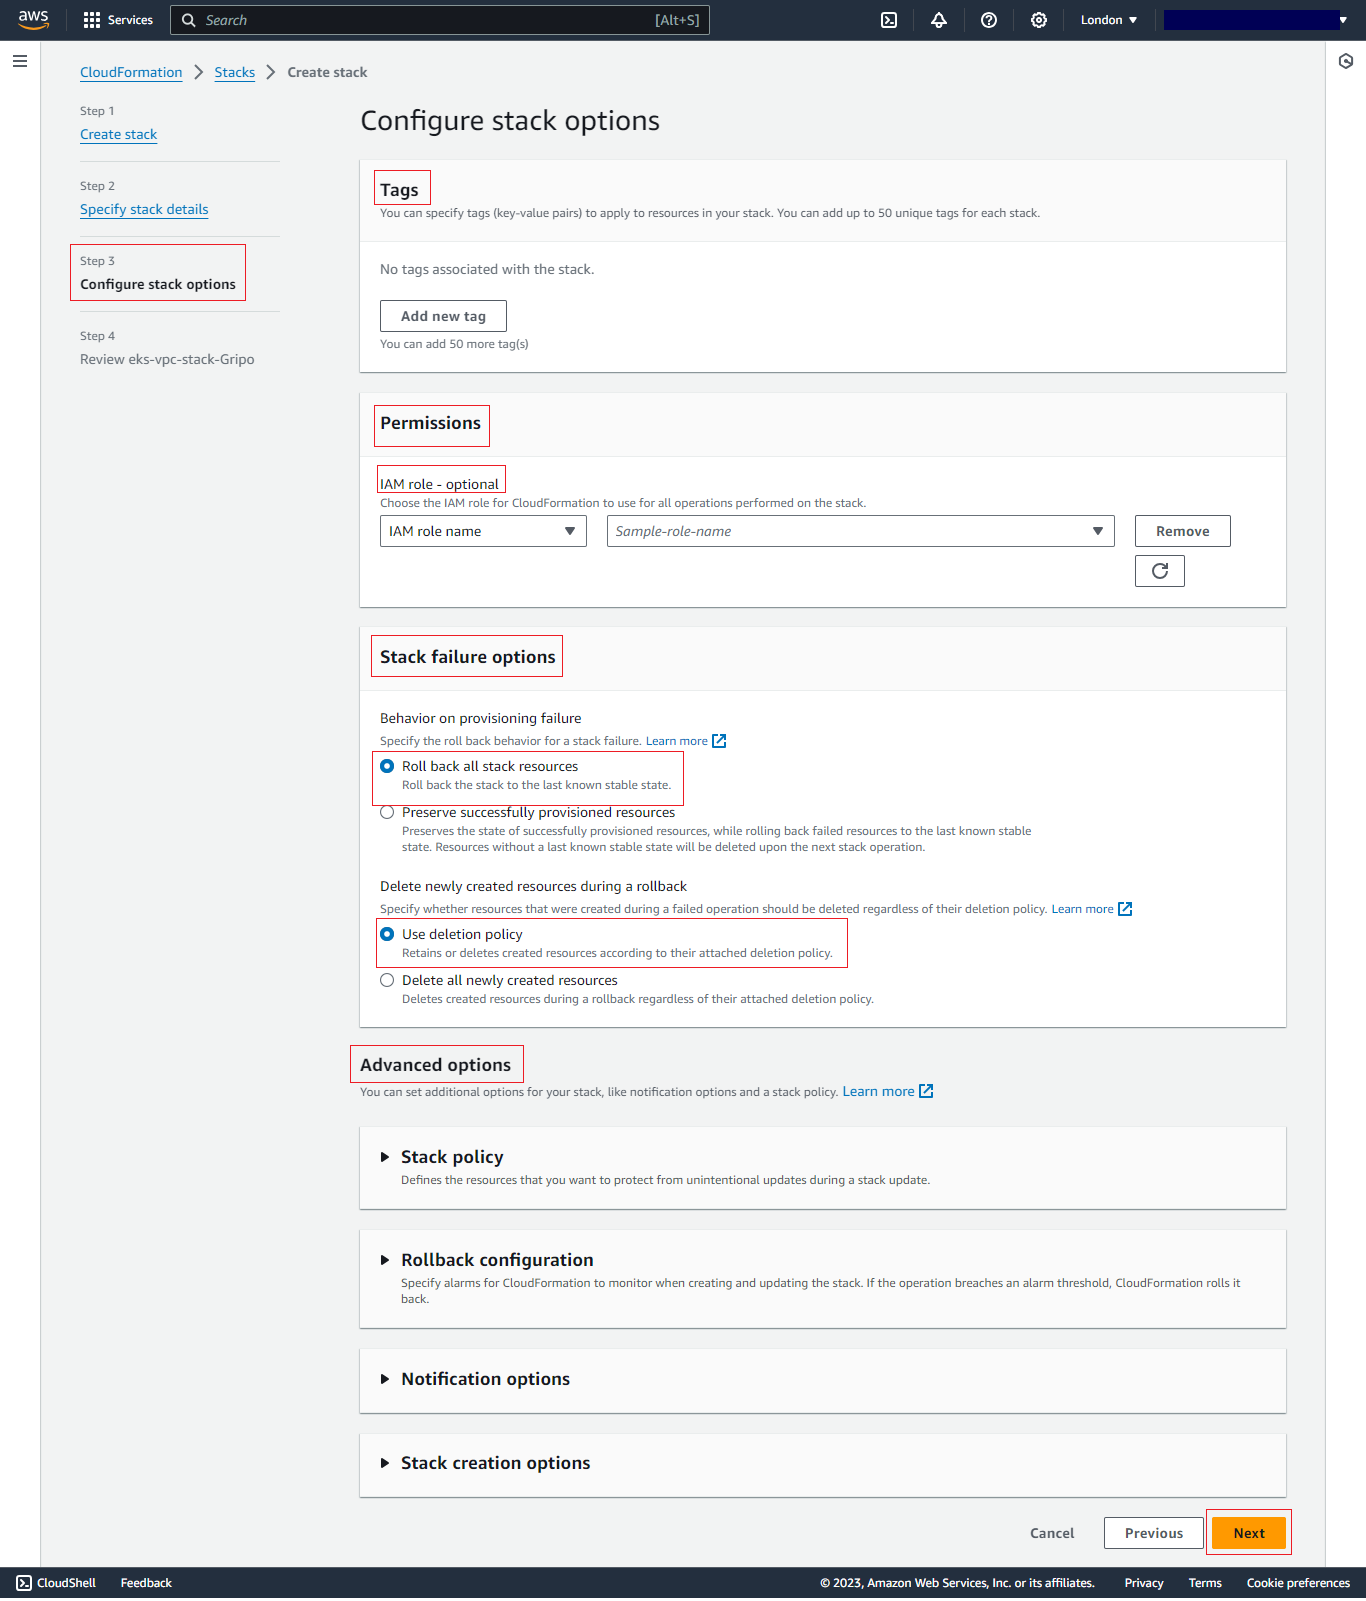 aws
Services
Search
[Alt+S]
London
CloudFormation
Stacks
Create stack
Step 1
Create stack
Step 2
Specify stack details
Step 3
Configure stack options
Step 4
Review eks-vpc-stack-Gripo
Configure stack options
Tags
You can specify tags (key-value pairs) to apply to resources in your stack. You can add up to 50 unique tags for each stack.
No tags associated with the stack.
Add new tag
You can add 50 more tag(s)
Permissions
IAM role - optional
Choose the IAM role for CloudFormation to use for all operations performed on the stack.
IAM role name
Sample-role-name
Remove
Stack failure options
Behavior on provisioning failure
Specify the roll back behavior for a stack failure. Learn more
Roll back all stack resources
Roll back the stack to the last known stable state.
Preserve successfully provisioned resources
Preserves the state of successfully provisioned resources, while rolling back failed resources to the last known stable
state. Resources without a last known stable state will be deleted upon the next stack operation.
Delete newly created resources during a rollback
Specify whether resources that were created during a failed operation should be deleted regardless of their deletion policy. Learn more
Use deletion policy
Retains or deletes created resources according to their attached deletion policy.
Delete all newly created resources
Deletes created resources during a rollback regardless of their attached deletion policy.
Advanced options
You can set additional options for your stack, like notification options and a stack policy. Learn more
Stack policy
Defines the resources that you want to protect from unintentional updates during a stack update.
Rollback configuration
Specify alarms for CloudFormation to monitor when creating and updating the stack. If the operation breaches an alarm threshold, CloudFormation rolls it
back.
Notification options
Stack creation options
Cancel
Previous
Next
CloudShell
Feedback
© 2023, Amazon Web Services, Inc. or its affiliates.
Privacy
Terms
Cookie preferences